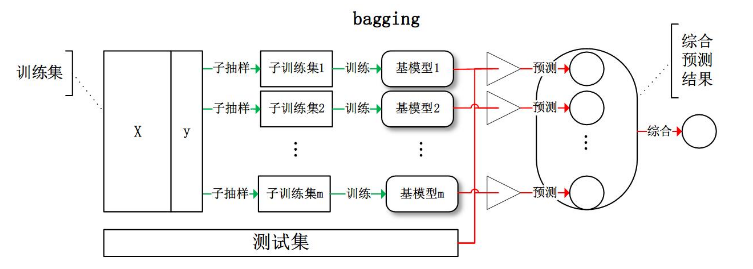 bagging
训练集
X
y
子抽样
子训练集1
训练
基模型1
预测
子抽样
子训练集2
训练
基模型2
预测
⋮
⋮
⋮
子抽样
子训练集m
训练
基模型m
预测
综合
预测
结果
综合
测试集